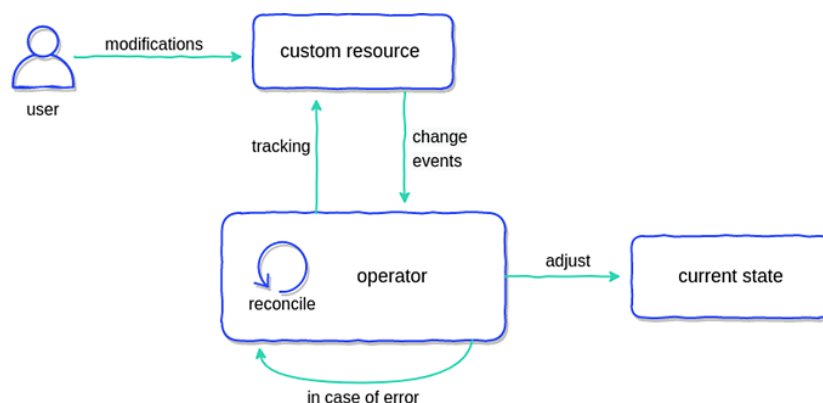 modifications
custom resource
user
tracking
change
events
operator
reconcile
adjust
current state
in case of error